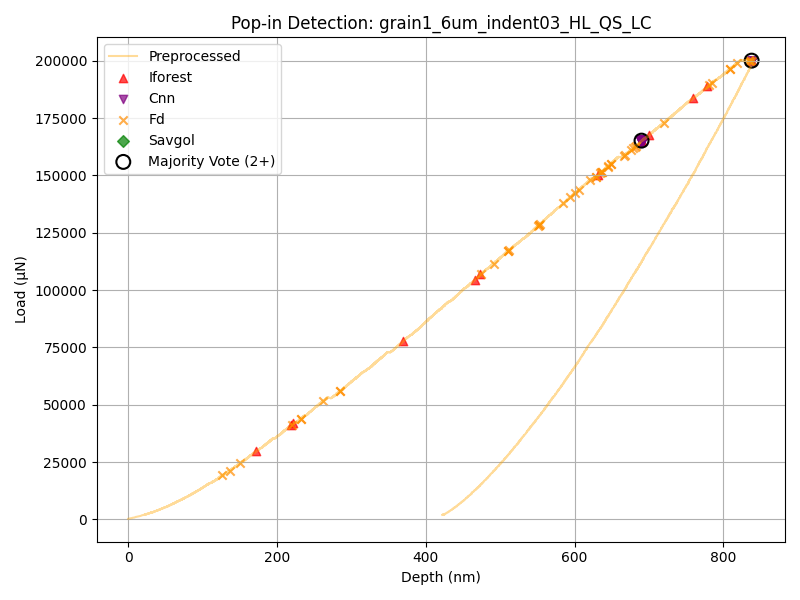 Pop-in Detection: grain1_6um_indent03_HL_QS_LC
Preprocessed
Iforest
Cnn
Fd
Savgol
Majority Vote (2+)
200000
175000
150000
125000
100000
75000
50000
25000
0
Load (μN)
0 200 400 600 800
Depth (nm)